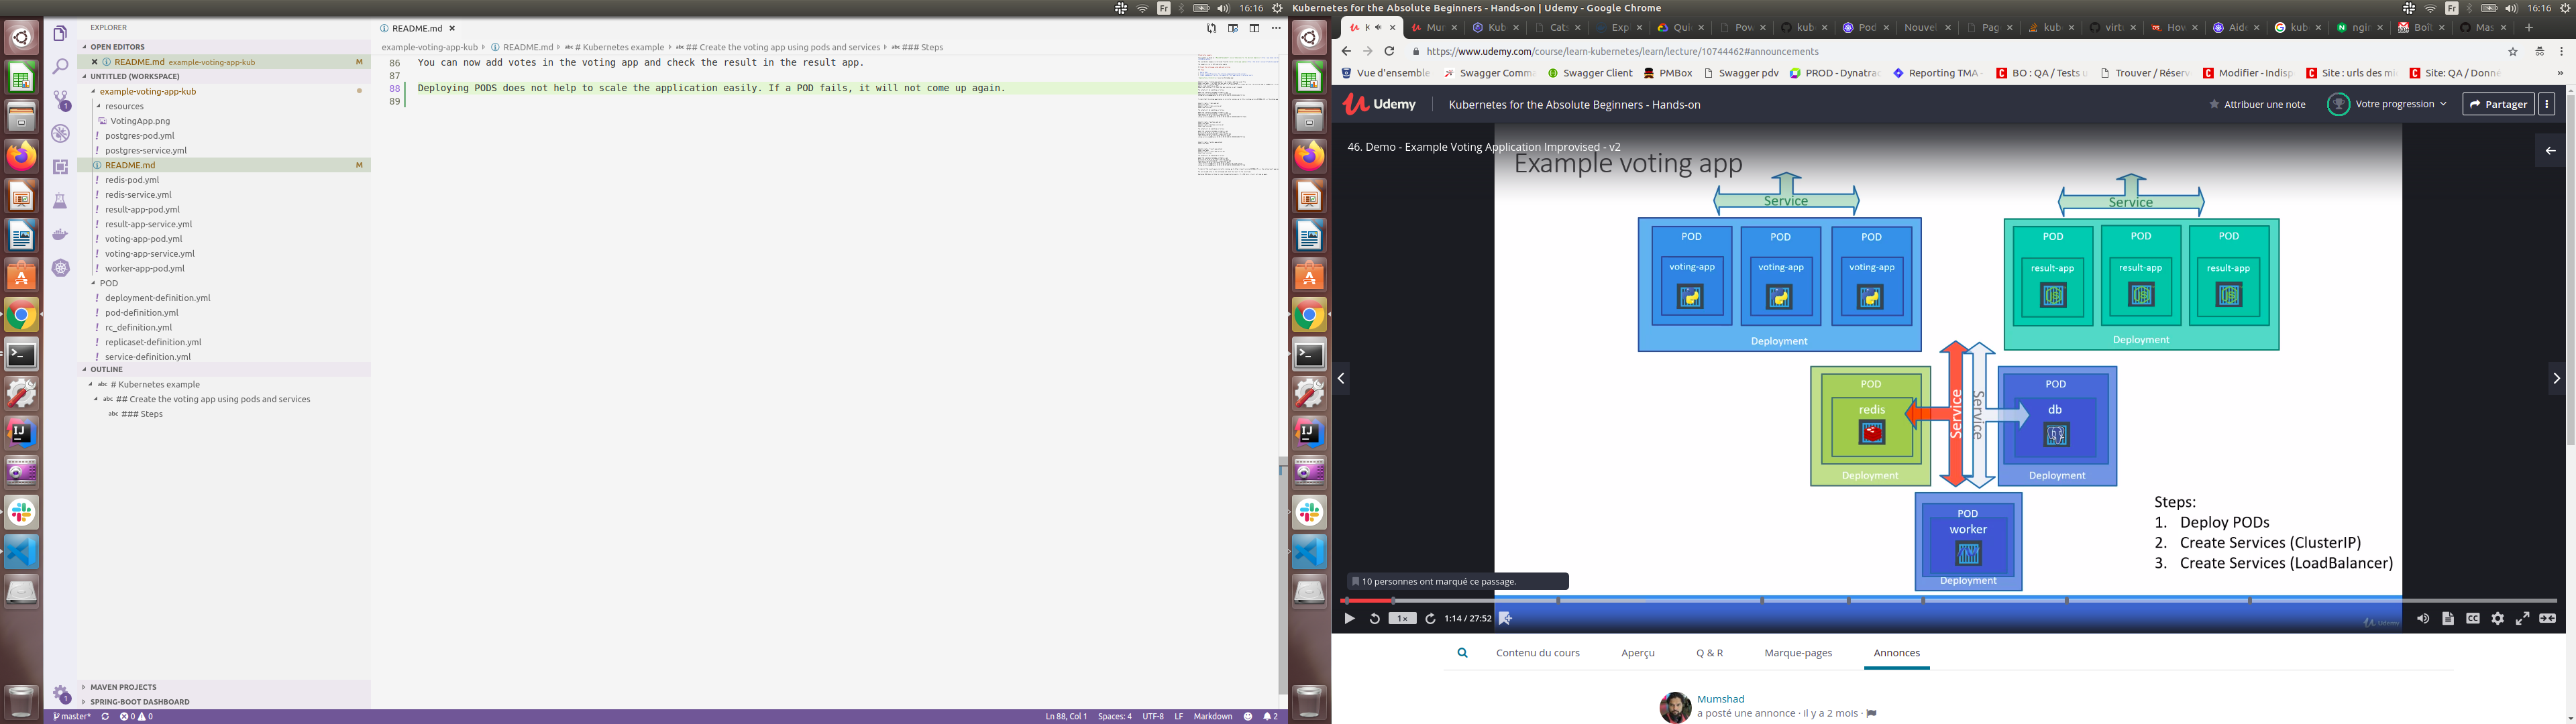 Fr
16:16
Kubernetes for the Absolute Beginners - Hands-on | Udemy - Google Chrome
Fr
16:16
EXPLORER
OPEN EDITORS
README.md example-voting-app-kub M
UNTITLED (WORKSPACE)
example-voting-app-kub
resources
VotingApp.png
postgres-pod.yml
postgres-service.yml
README.md M
redis-pod.yml
redis-service.yml
result-app-pod.yml
result-app-service.yml
voting-app-pod.yml
voting-app-service.yml
worker-app-pod.yml
POD
deployment-definition.yml
pod-definition.yml
rc_definition.yml
replicaset-definition.yml
service-definition.yml
OUTLINE
abc # Kubernetes example
abc ## Create the voting app using pods and services
abc ### Steps
MAVEN PROJECTS
SPRING-BOOT DASHBOARD
master*
0 0
README.md
example-voting-app-kub README.md abc # Kubernetes example abc ## Create the voting app using pods and services abc ### Steps
86 You can now add votes in the voting app and check the result in the result app.
87
88 Deploying PODS does not help to scale the application easily. If a POD fails, it will not come up again.
89
Ln 88, Col 1 Spaces: 4 UTF-8 LF Markdown 2
https://www.udemy.com/course/learn-kubernetes/learn/lecture/10744462#announcements
Vue d'ensemble Swagger Comma Swagger Client PMBox Swagger pdv PROD - Dynatrac Reporting TMA - BO : QA / Tests u Trouver / Réserv Modifier - Indisp Site : urls des mi Site: QA / Donné »
Udemy
Kubernetes for the Absolute Beginners - Hands-on
Attribuer une note
Votre progression
Partager
46. Demo - Example Voting Application Improvised - v2
Example voting app
Service
Service
POD POD POD
voting-app voting-app voting-app
Deployment
POD POD POD
result-app result-app result-app
Deployment
POD
redis
Deployment
Service
Service
POD
db
Deployment
POD
worker
Deployment
Steps:
1. Deploy PODs
2. Create Services (ClusterIP)
3. Create Services (LoadBalancer)
10 personnes ont marqué ce passage.
1x
1:14 / 27:52
Udemy
Contenu du cours Aperçu Q & R Marque-pages Annonces
Mumshad
a posté une annonce · il y a 2 mois ·